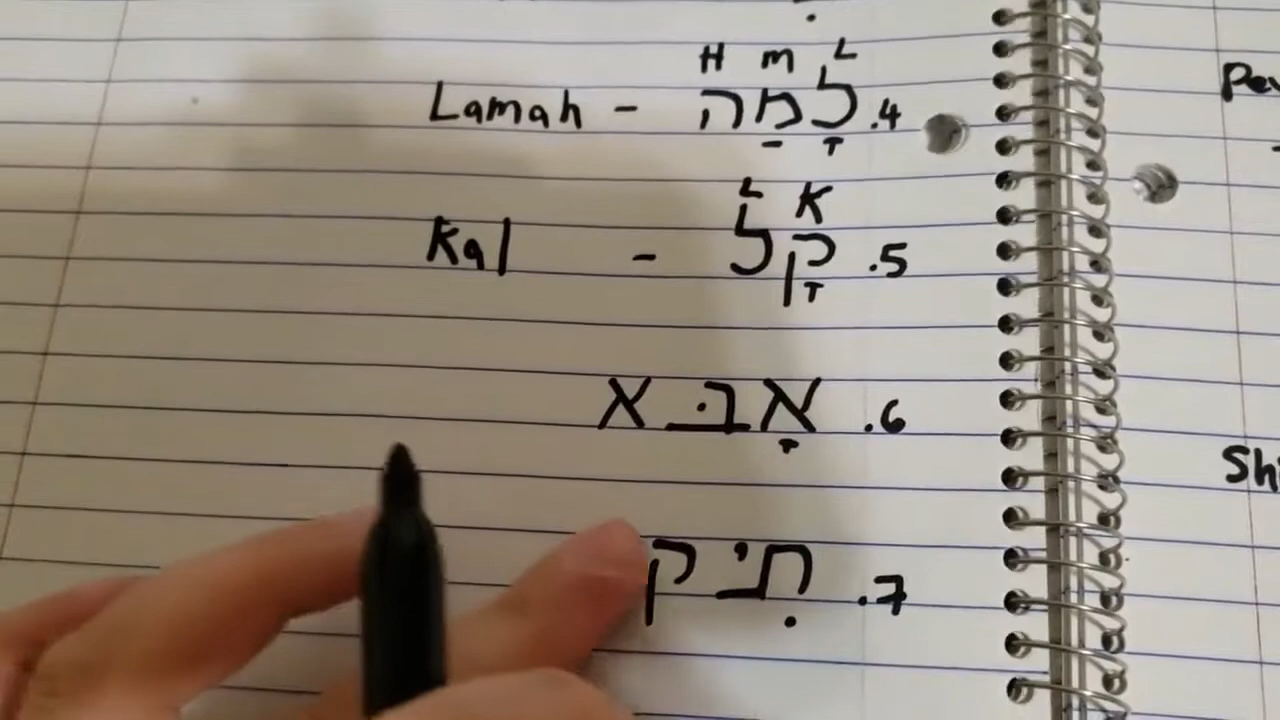 H M L
Lamah - לָמַה .4
L K
Kal - קָל .5
אָבּא .6
תִיק .7